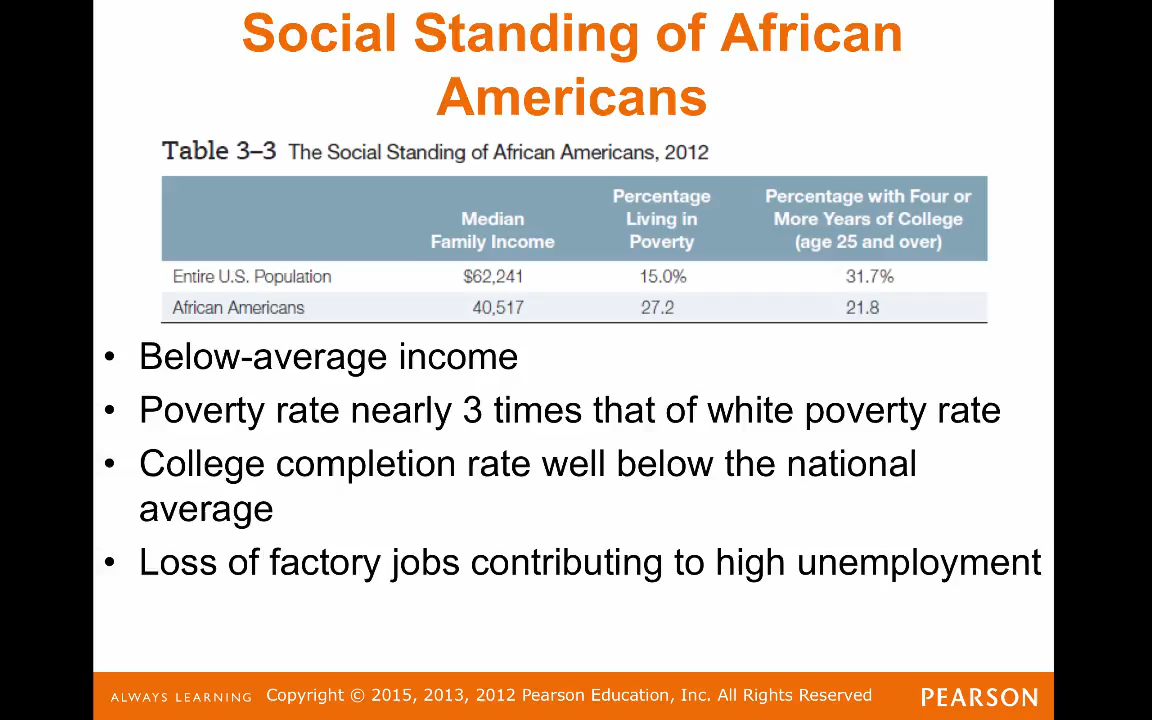 Social Standing of African
Americans
Table 3–3 The Social Standing of African Americans, 2012
Median Family Income
Percentage Living in Poverty
Percentage with Four or More Years of College (age 25 and over)
Entire U.S. Population $62,241 15.0% 31.7%
African Americans 40,517 27.2 21.8
• Below-average income
• Poverty rate nearly 3 times that of white poverty rate
• College completion rate well below the national
average
• Loss of factory jobs contributing to high unemployment
ALWAYS LEARNING Copyright © 2015, 2013, 2012 Pearson Education, Inc. All Rights Reserved PEARSON